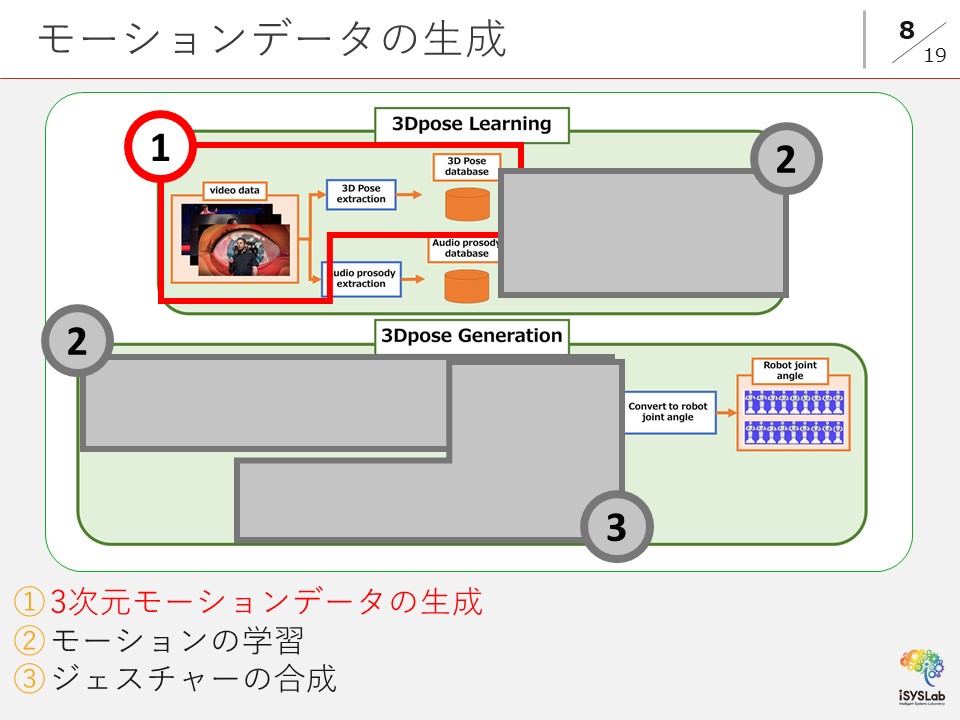 モーションデータの生成
8
19
3Dpose Learning
1
2
3D Pose
database
video data
3D Pose
extraction
Audio prosody
database
udio prosody
extraction
2
3Dpose Generation
Robot joint
angle
Convert to robot
joint angle
3
① 3次元モーションデータの生成
② モーションの学習
③ ジェスチャーの合成
iSYSLab
Intelligent Systems Laboratory